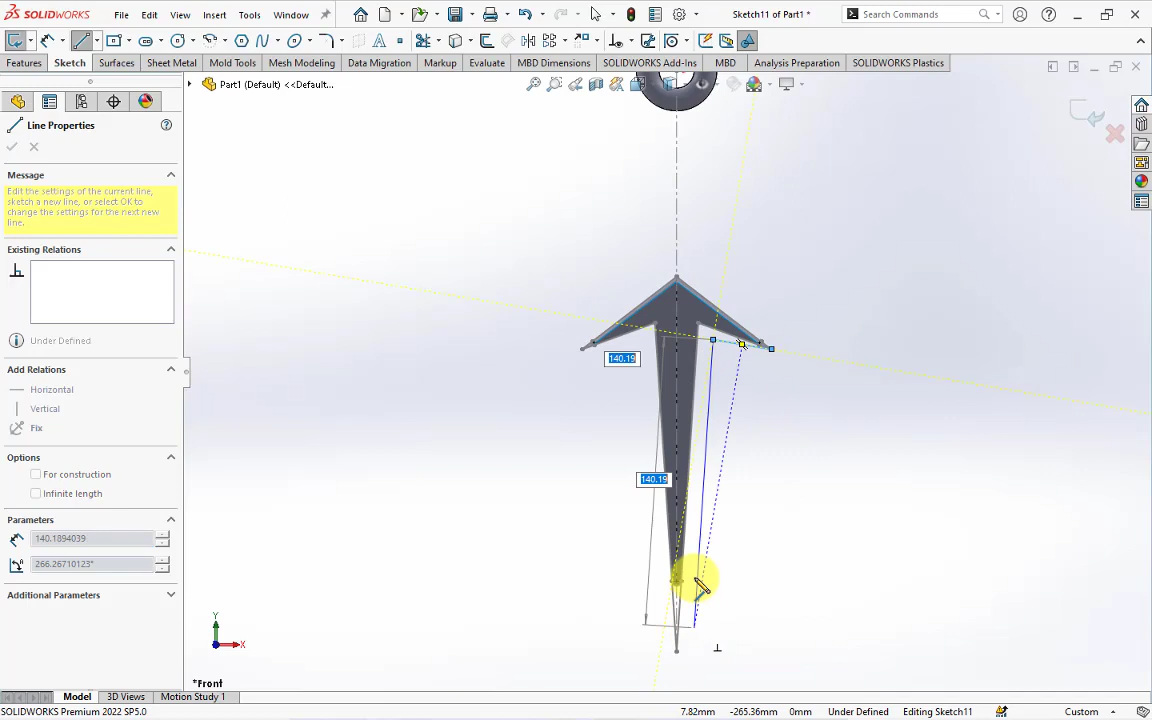 SOLIDWORKS
File
Edit
View
Insert
Tools
Window
Sketch11 of Part1 *
Search Commands
Features
Sketch
Surfaces
Sheet Metal
Mold Tools
Mesh Modeling
Data Migration
Markup
Evaluate
MBD Dimensions
SOLIDWORKS Add-Ins
MBD
Analysis Preparation
SOLIDWORKS Plastics
Part1 (Default) <<Default...
Line Properties
Message
Edit the settings of the current line,
sketch a new line, or select OK to
change the settings for the next new
line.
Existing Relations
Under Defined
Add Relations
Horizontal
Vertical
Fix
Options
For construction
Infinite length
Parameters
140.1894039
266.26710123°
Additional Parameters
140.19
140.19
Y
X
*Front
Model
3D Views
Motion Study 1
SOLIDWORKS Premium 2022 SP5.0
7.82mm
-265.36mm
0mm
Under Defined
Editing Sketch11
Custom